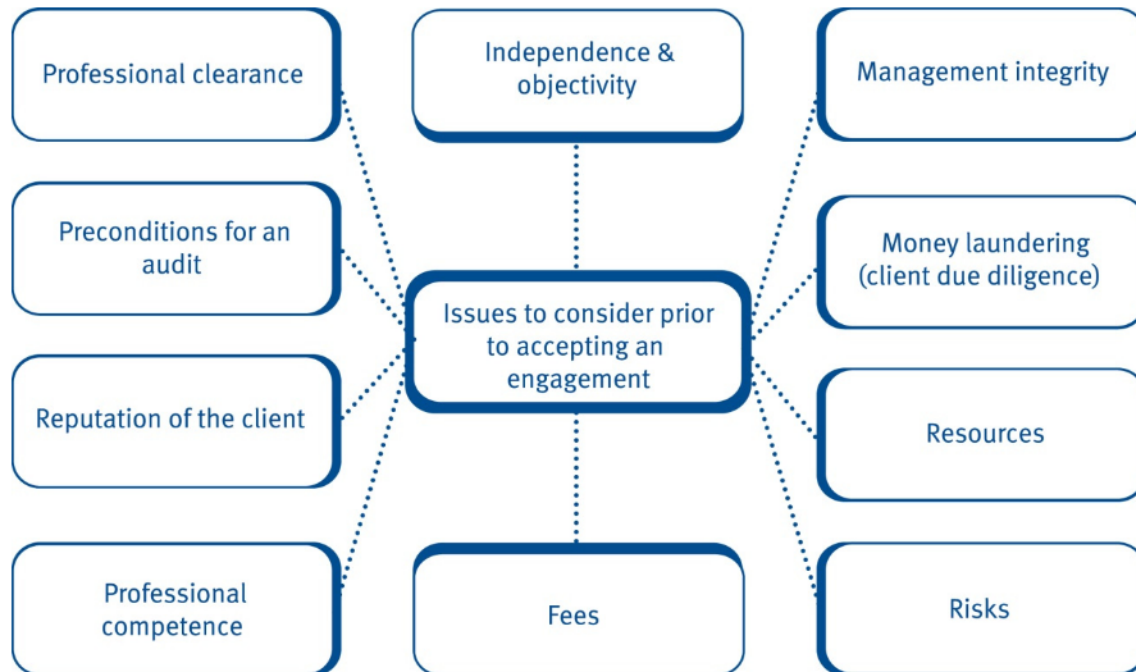 Professional clearance
Independence &
objectivity
Management integrity
Preconditions for an
audit
Money laundering
(client due diligence)
Issues to consider prior
to accepting an
engagement
Reputation of the client
Resources
Professional
competence
Fees
Risks